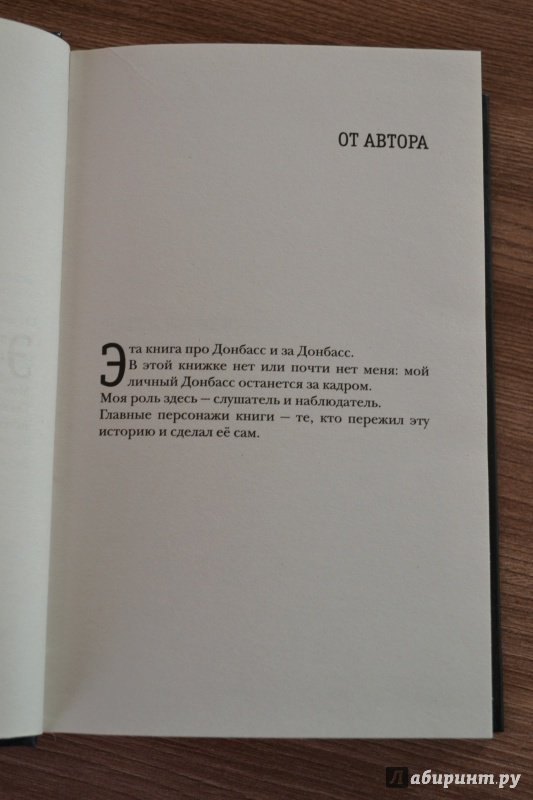 ОТ АВТОРА
Эта книга про Донбасс и за Донбасс.
В этой книжке нет или почти нет меня: мой
личный Донбасс останется за кадром.
Моя роль здесь — слушатель и наблюдатель.
Главные персонажи книги — те, кто пережил эту
историю и сделал её сам.
Лабиринт.ру